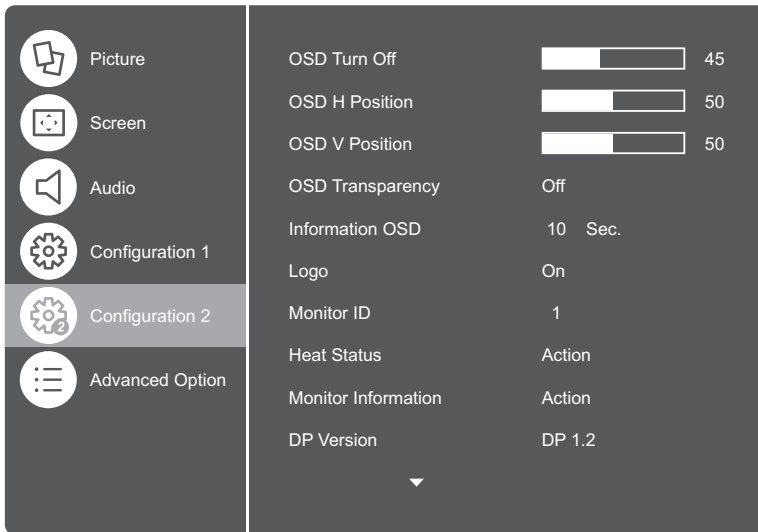 Picture
Screen
Audio
Configuration 1
2
Configuration 2
Advanced Option
OSD Turn Off 45
OSD H Position 50
OSD V Position 50
OSD Transparency Off
Information OSD 10 Sec.
Logo On
Monitor ID 1
Heat Status Action
Monitor Information Action
DP Version DP 1.2